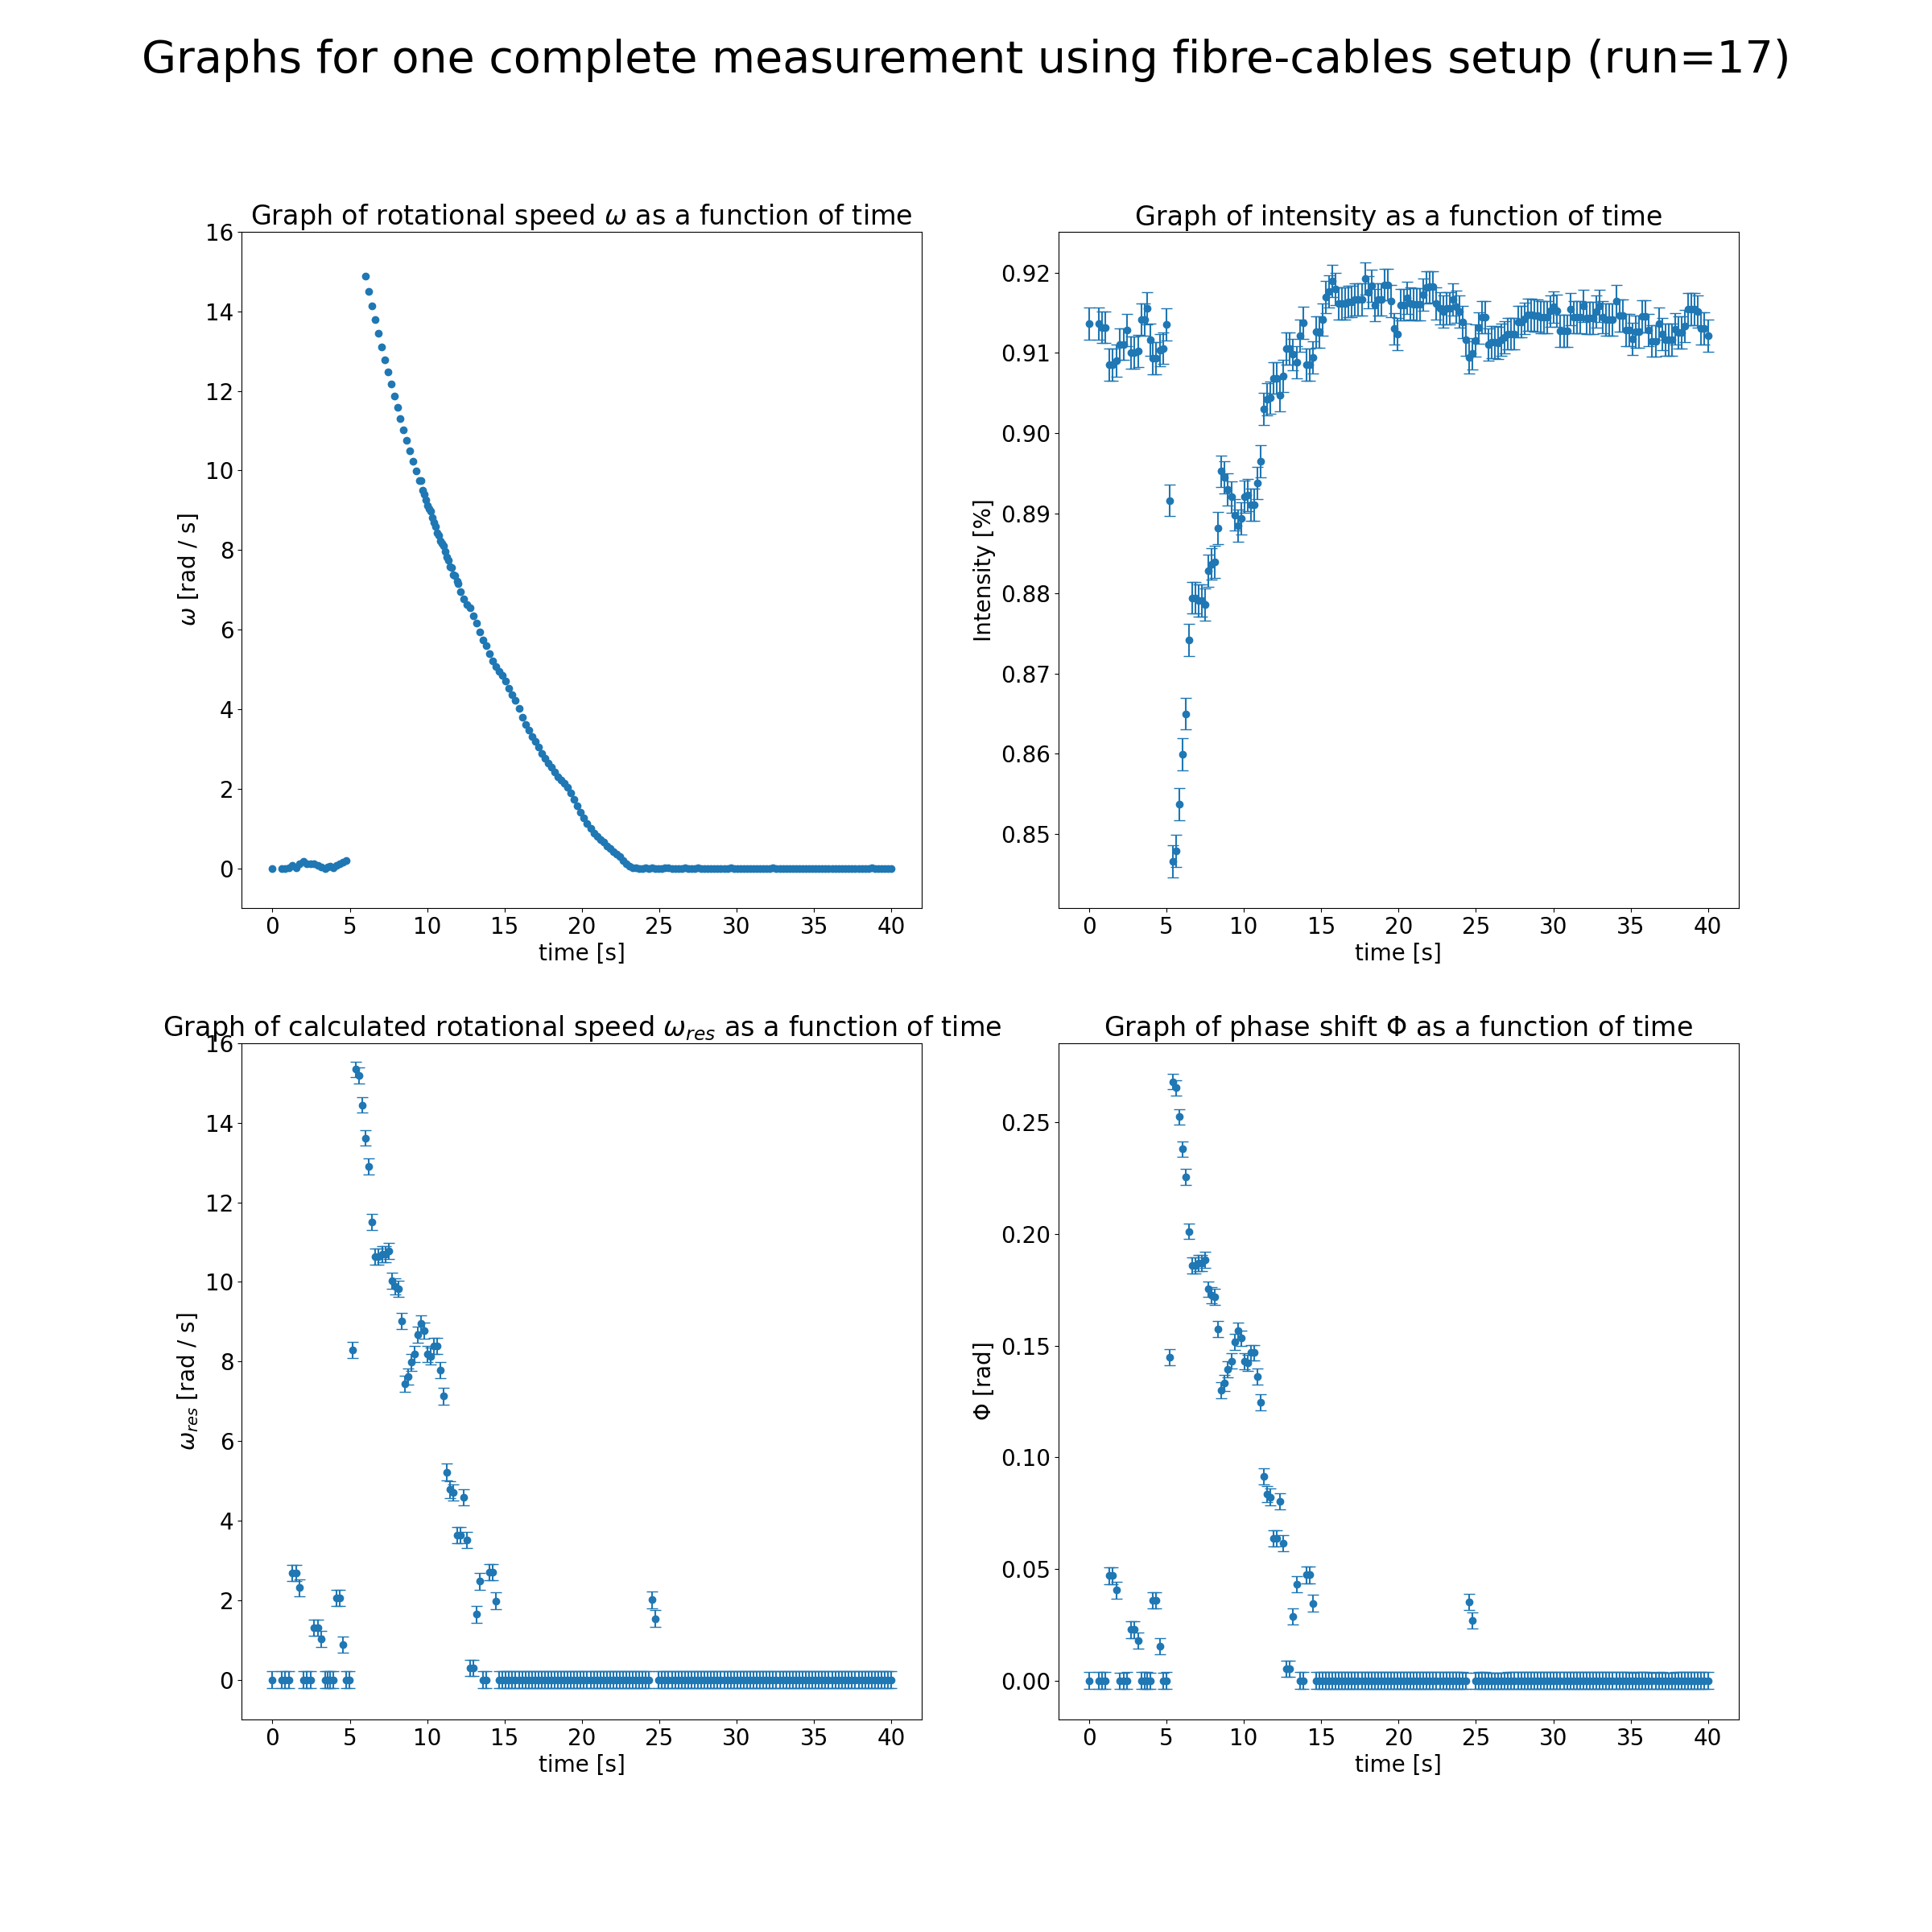 Graphs for one complete measurement using fibre-cables setup (run=17)
Graph of rotational speed ω as a function of time
16
14
12
10
8
6
4
2
0
ω [rad / s]
0 5 10 15 20 25 30 35 40
time [s]
Graph of intensity as a function of time
0.92
0.91
0.90
0.89
0.88
0.87
0.86
0.85
Intensity [%]
0 5 10 15 20 25 30 35 40
time [s]
Graph of calculated rotational speed ω_res as a function of time
16
14
12
10
8
6
4
2
0
ω_res [rad / s]
0 5 10 15 20 25 30 35 40
time [s]
Graph of phase shift Φ as a function of time
0.25
0.20
0.15
0.10
0.05
0.00
Φ [rad]
0 5 10 15 20 25 30 35 40
time [s]